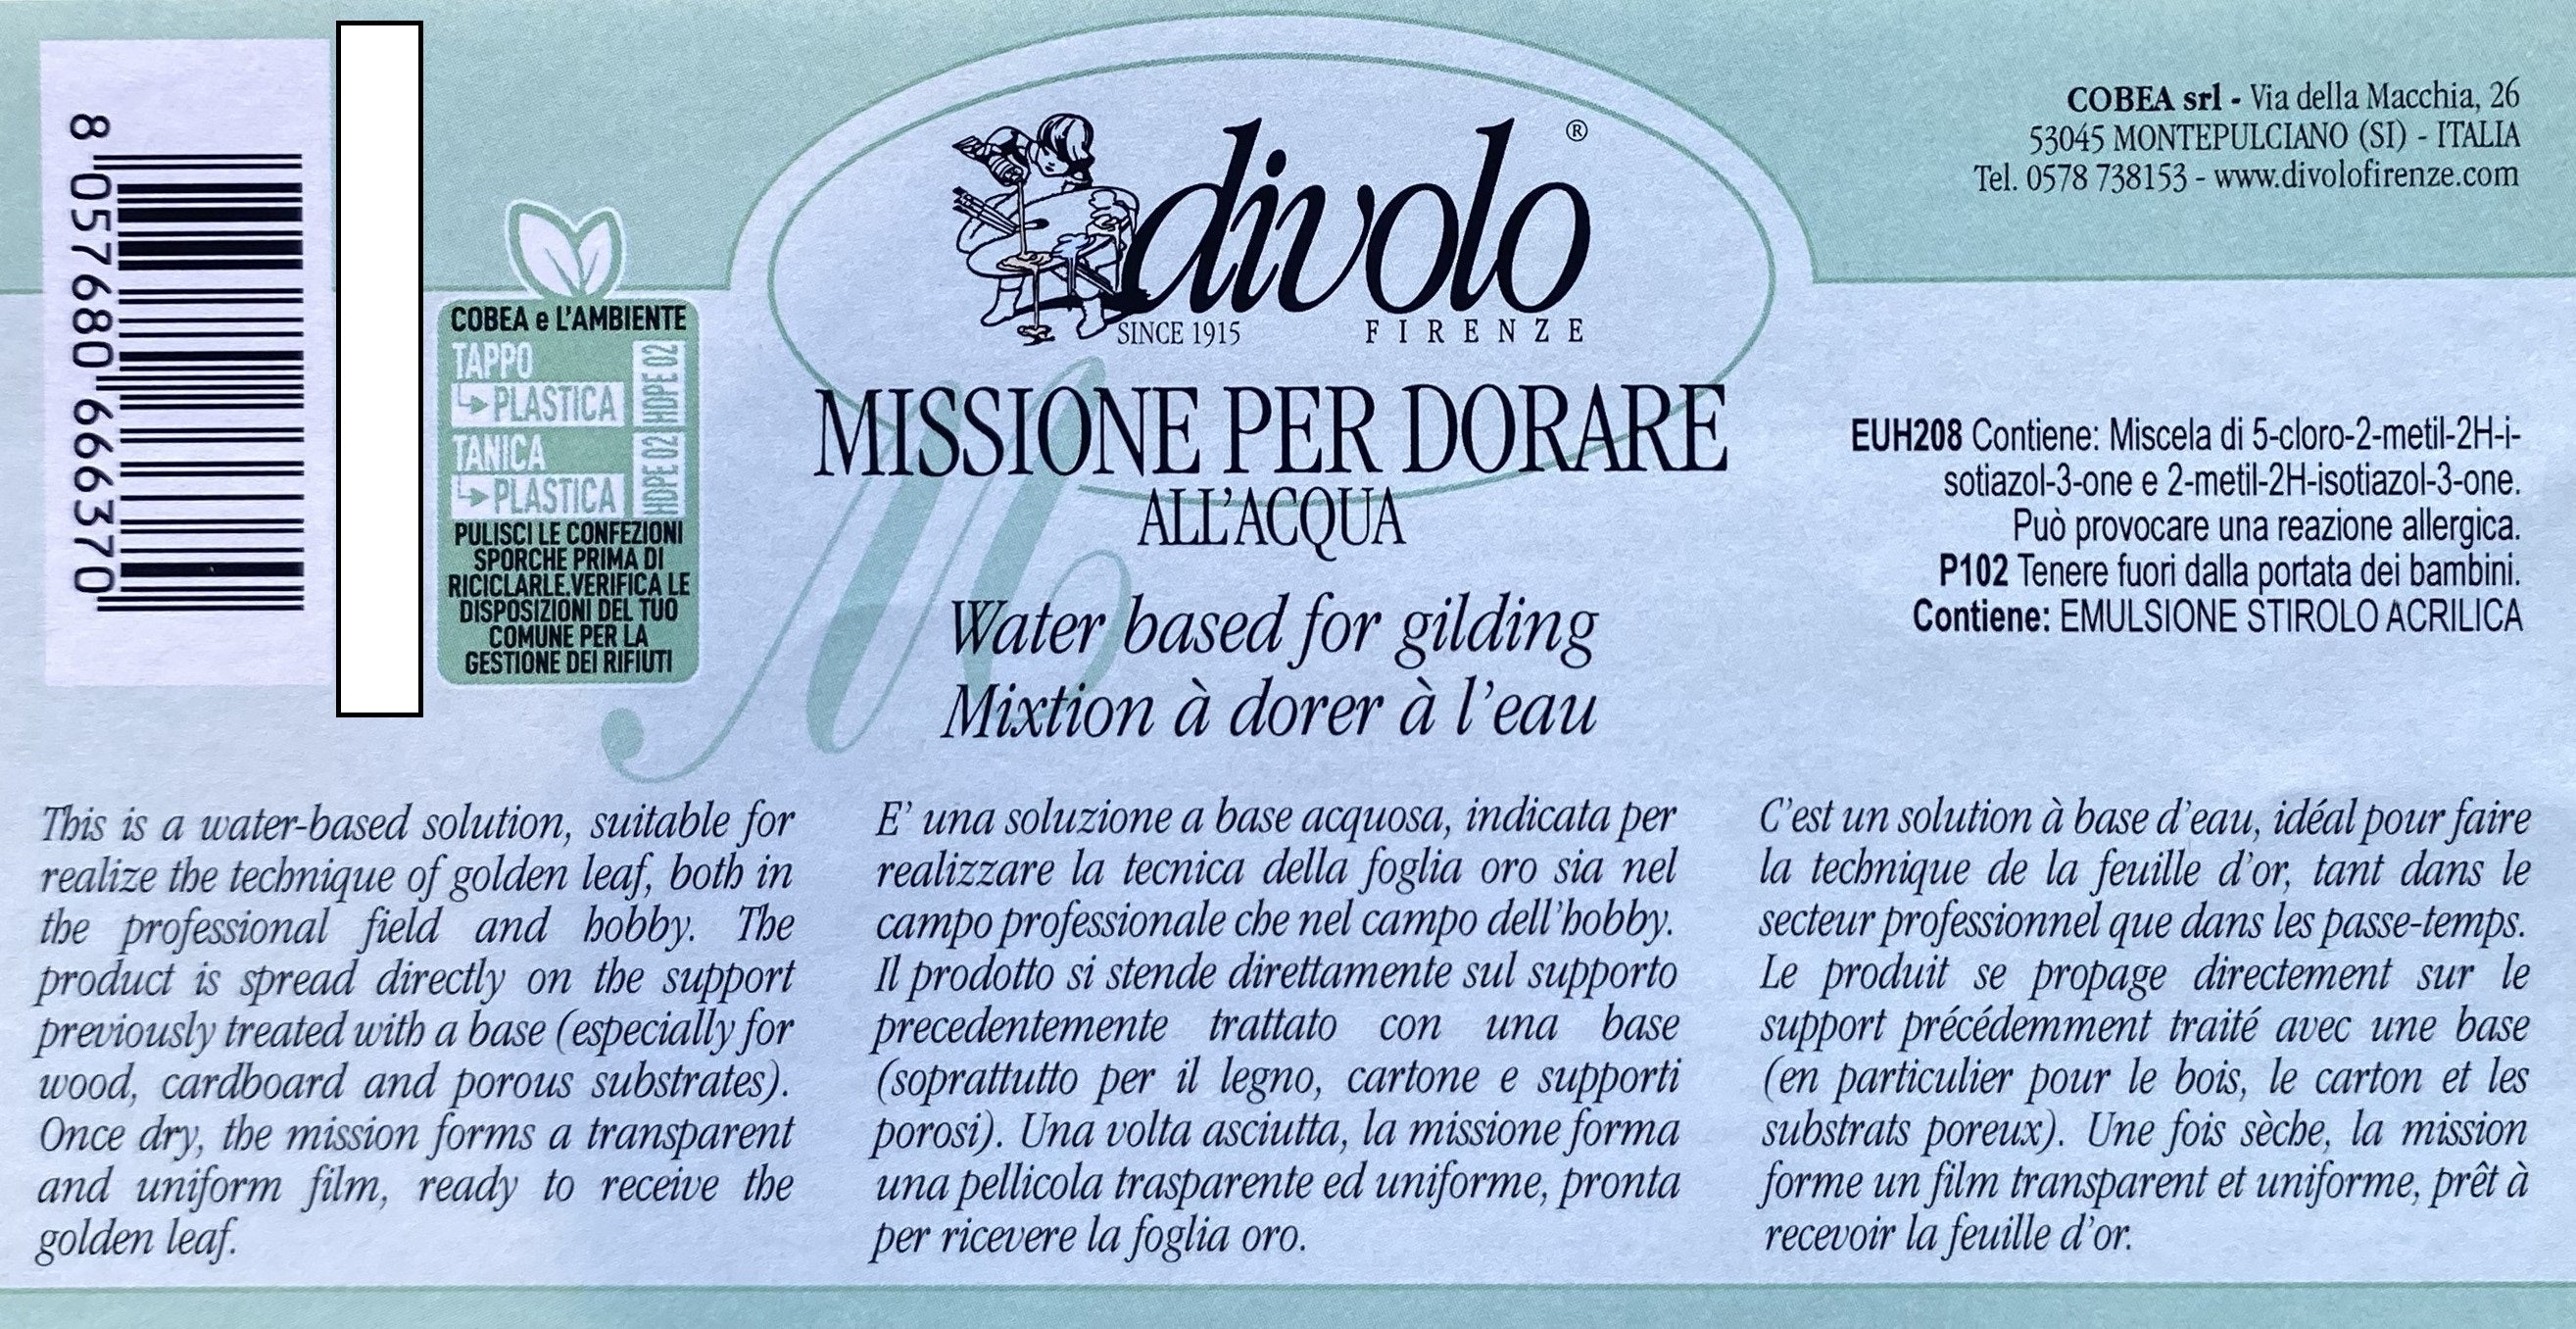 8 057680 666370
COBEA e L'AMBIENTE
TAPPO
PLASTICA
HDPE 02
TANICA
PLASTICA
HDPE 02
PULISCI LE CONFEZIONI
SPORCHE PRIMA DI
RICICLARLE.VERIFICA LE
DISPOSIZIONI DEL TUO
COMUNE PER LA
GESTIONE DEI RIFIUTI
divolo ®
SINCE 1915 FIRENZE
MISSIONE PER DORARE
ALL'ACQUA
Water based for gilding
Mixtion à dorer à l'eau
COBEA srl - Via della Macchia, 26
53045 MONTEPULCIANO (SI) - ITALIA
Tel. 0578 738153 - www.divolofirenze.com
EUH208 Contiene: Miscela di 5-cloro-2-metil-2H-i-
sotiazol-3-one e 2-metil-2H-isotiazol-3-one.
Può provocare una reazione allergica.
P102 Tenere fuori dalla portata dei bambini.
Contiene: EMULSIONE STIROLO ACRILICA
This is a water-based solution, suitable for
realize the technique of golden leaf, both in
the professional field and hobby. The
product is spread directly on the support
previously treated with a base (especially for
wood, cardboard and porous substrates).
Once dry, the mission forms a transparent
and uniform film, ready to receive the
golden leaf.
E' una soluzione a base acquosa, indicata per
realizzare la tecnica della foglia oro sia nel
campo professionale che nel campo dell'hobby.
Il prodotto si stende direttamente sul supporto
precedentemente trattato con una base
(soprattutto per il legno, cartone e supporti
porosi). Una volta asciutta, la missione forma
una pellicola trasparente ed uniforme, pronta
per ricevere la foglia oro.
C'est un solution à base d'eau, idéal pour faire
la technique de la feuille d'or, tant dans le
secteur professionnel que dans les passe-temps.
Le produit se propage directement sur le
support précédemment traité avec une base
(en particulier pour le bois, le carton et les
substrats poreux). Une fois sèche, la mission
forme un film transparent et uniforme, prêt à
recevoir la feuille d'or.